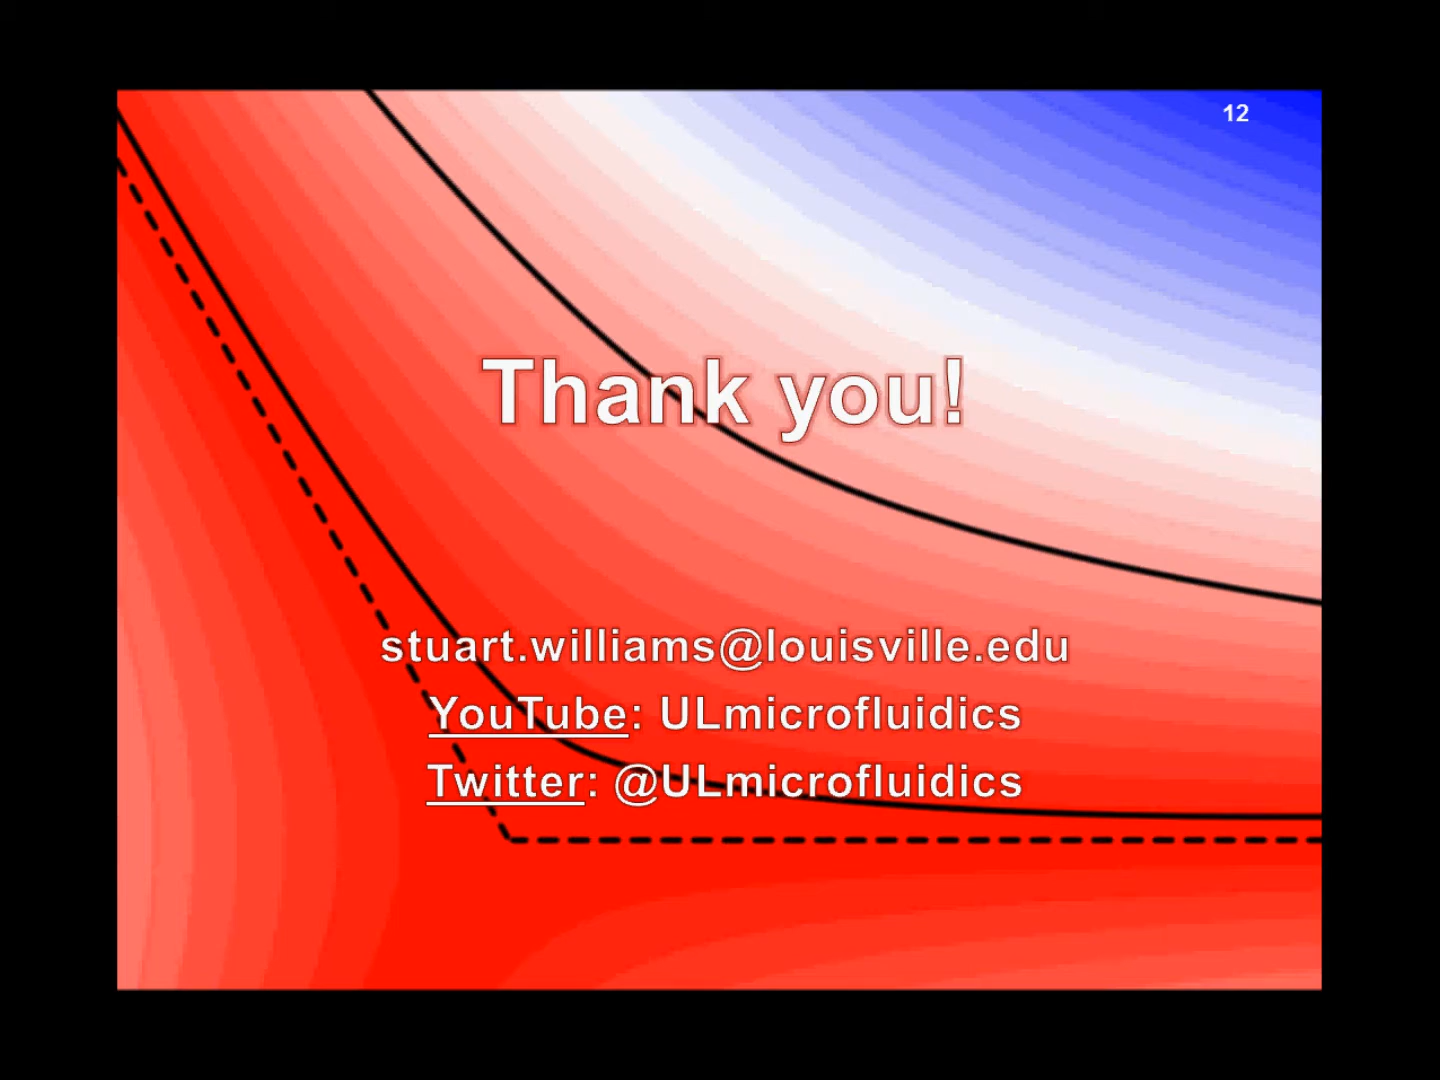 12
Thank you!
stuart.williams@louisville.edu
YouTube: ULmicrofluidics
Twitter: @ULmicrofluidics